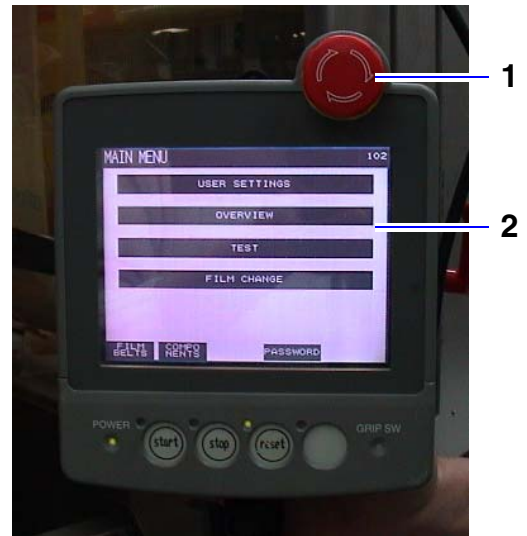 1
MAIN MENU 102
USER SETTINGS
OVERVIEW
2
TEST
FILM CHANGE
FILM BELTS
COMPO NENTS
PASSWORD
POWER
start
stop
reset
GRIP SW